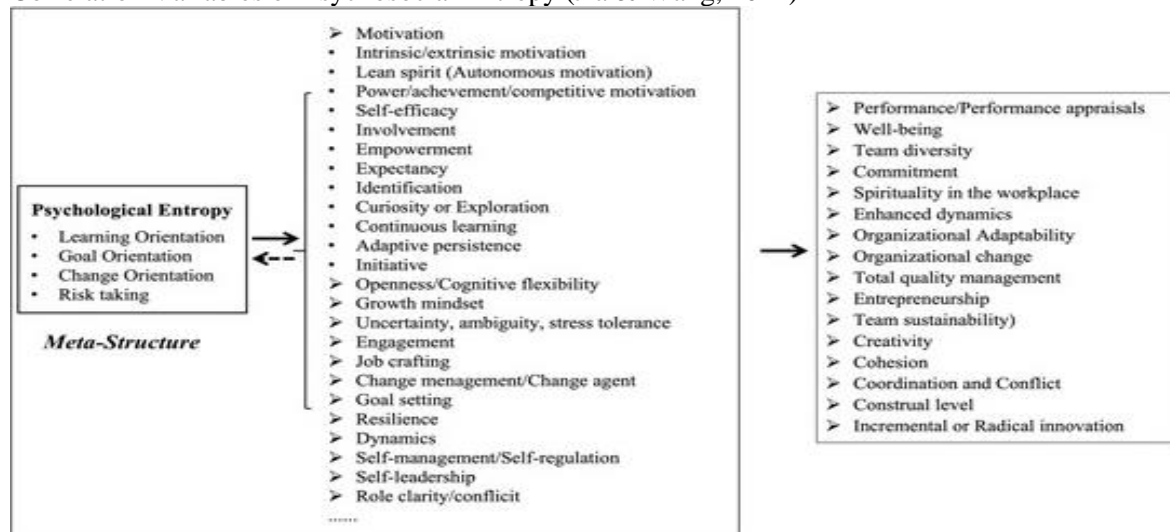 Psychological Entropy
• Learning Orientation
• Goal Orientation
• Change Orientation
• Risk taking
Meta-Structure
➤ Motivation
• Intrinsic/extrinsic motivation
• Lean spirit (Autonomous motivation)
• Power/achevement/competitive motivation
• Self-efficacy
• Involvement
• Empowerment
• Expectancy
• Identification
• Curiosity or Exploration
• Continuous learning
• Adaptive persistence
• Initiative
➤ Openness/Cognitive flexibility
➤ Growth mindset
➤ Uncertainty, ambiguity, stress tolerance
➤ Engagement
➤ Job crafting
➤ Change menagement/Change agent
➤ Goal setting
➤ Resilience
➤ Dynamics
➤ Self-management/Self-regulation
➤ Self-leadership
➤ Role clarity/conflicit
......
➤ Performance/Performance appraisals
➤ Well-being
➤ Team diversity
➤ Commitment
➤ Spirituality in the workplace
➤ Enhanced dynamics
➤ Organizational Adaptability
➤ Organizational change
➤ Total quality management
➤ Entrepreneurship
➤ Team sustainability)
➤ Creativity
➤ Cohesion
➤ Coordination and Conflict
➤ Construal level
➤ Incremental or Radical innovation